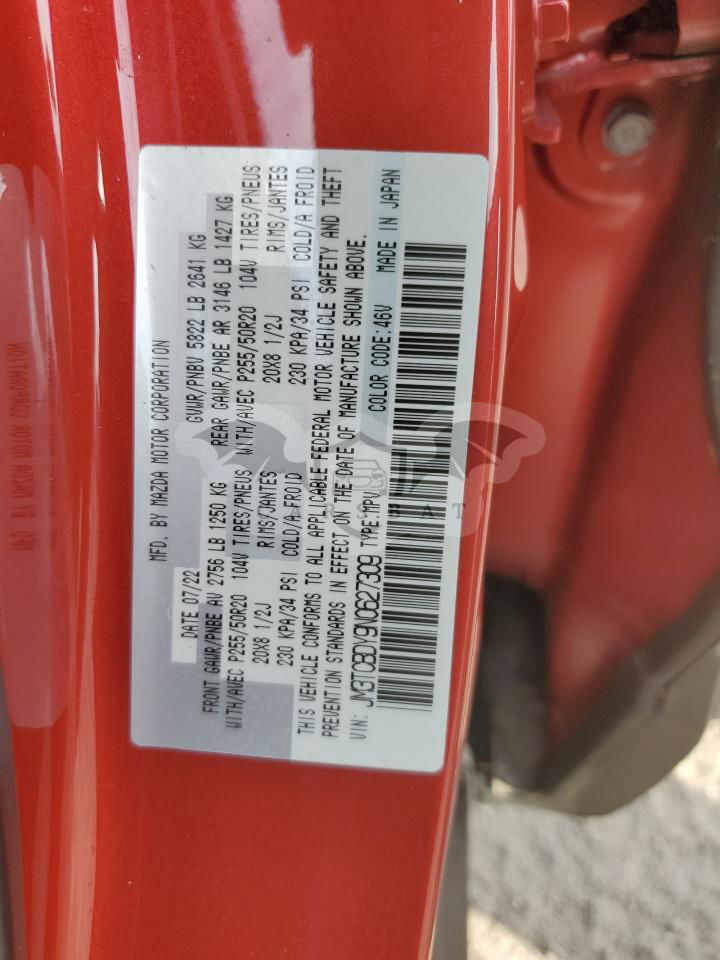 MFD. BY MAZDA MOTOR CORPORATION
DATE 07/22 GVWR/PNBV 5822 LB 2641 KG
FRONT GAWR/PNBE AV 2756 LB 1250 KG REAR GAWR/PNBE AR 3146 LB 1427 KG
WITH/AVEC P255/50R20 104V TIRES/PNEUS WITH/AVEC P255/50R20 104V TIRES/PNEUS
20X8 1/2J RIMS/JANTES 20X8 1/2J RIMS/JANTES
230 KPA/34 PSI COLD/A FROID 230 KPA/34 PSI COLD/A FROID
THIS VEHICLE CONFORMS TO ALL APPLICABLE FEDERAL MOTOR VEHICLE SAFETY AND THEFT
PREVENTION STANDARDS IN EFFECT ON THE DATE OF MANUFACTURE SHOWN ABOVE.
VIN: JM3TCBDY9N0627309 TYPE:MPV COLOR CODE:46V MADE IN JAPAN
CARSBAT